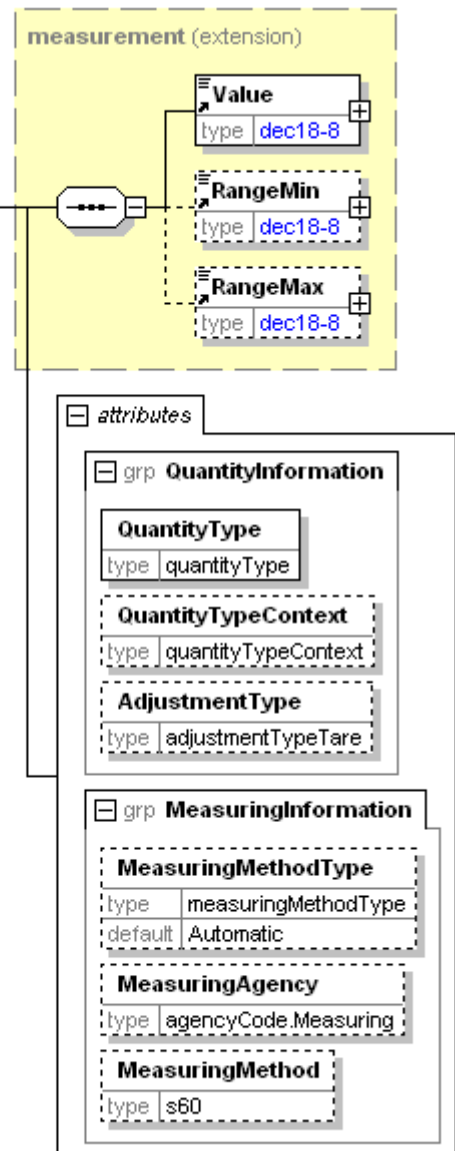 measurement (extension)
Value
type dec18-8
RangeMin
type dec18-8
RangeMax
type dec18-8
attributes
grp QuantityInformation
QuantityType
type quantityType
QuantityTypeContext
type quantityTypeContext
AdjustmentType
type adjustmentTypeTare
grp MeasuringInformation
MeasuringMethodType
type measuringMethodType
default Automatic
MeasuringAgency
type agencyCode.Measuring
MeasuringMethod
type s60